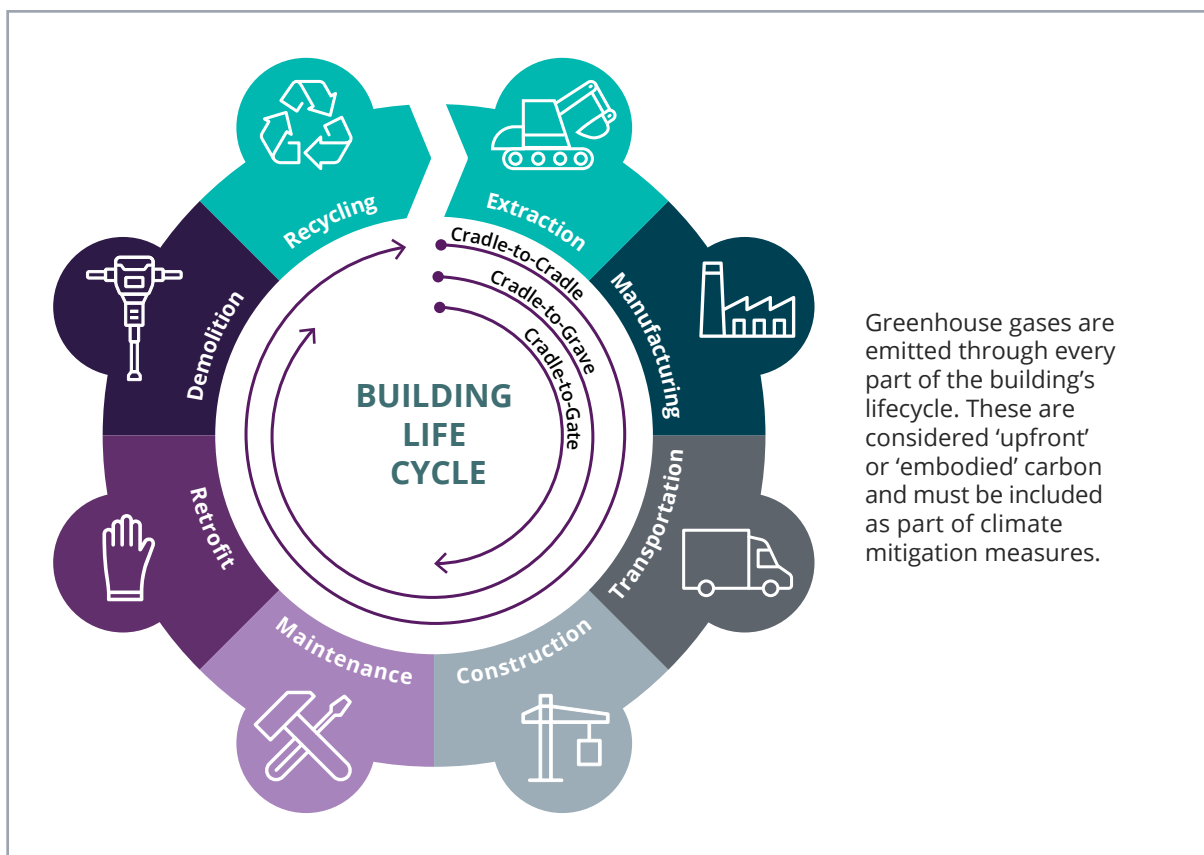 Recycling
Extraction
Manufacturing
Transportation
Construction
Maintenance
Retrofit
Demolition
Cradle-to-Cradle
Cradle-to-Grave
Cradle-to-Gate
BUILDING
LIFE
CYCLE
Greenhouse gases are
emitted through every
part of the building’s
lifecycle. These are
considered ‘upfront’
or ‘embodied’ carbon
and must be included
as part of climate
mitigation measures.